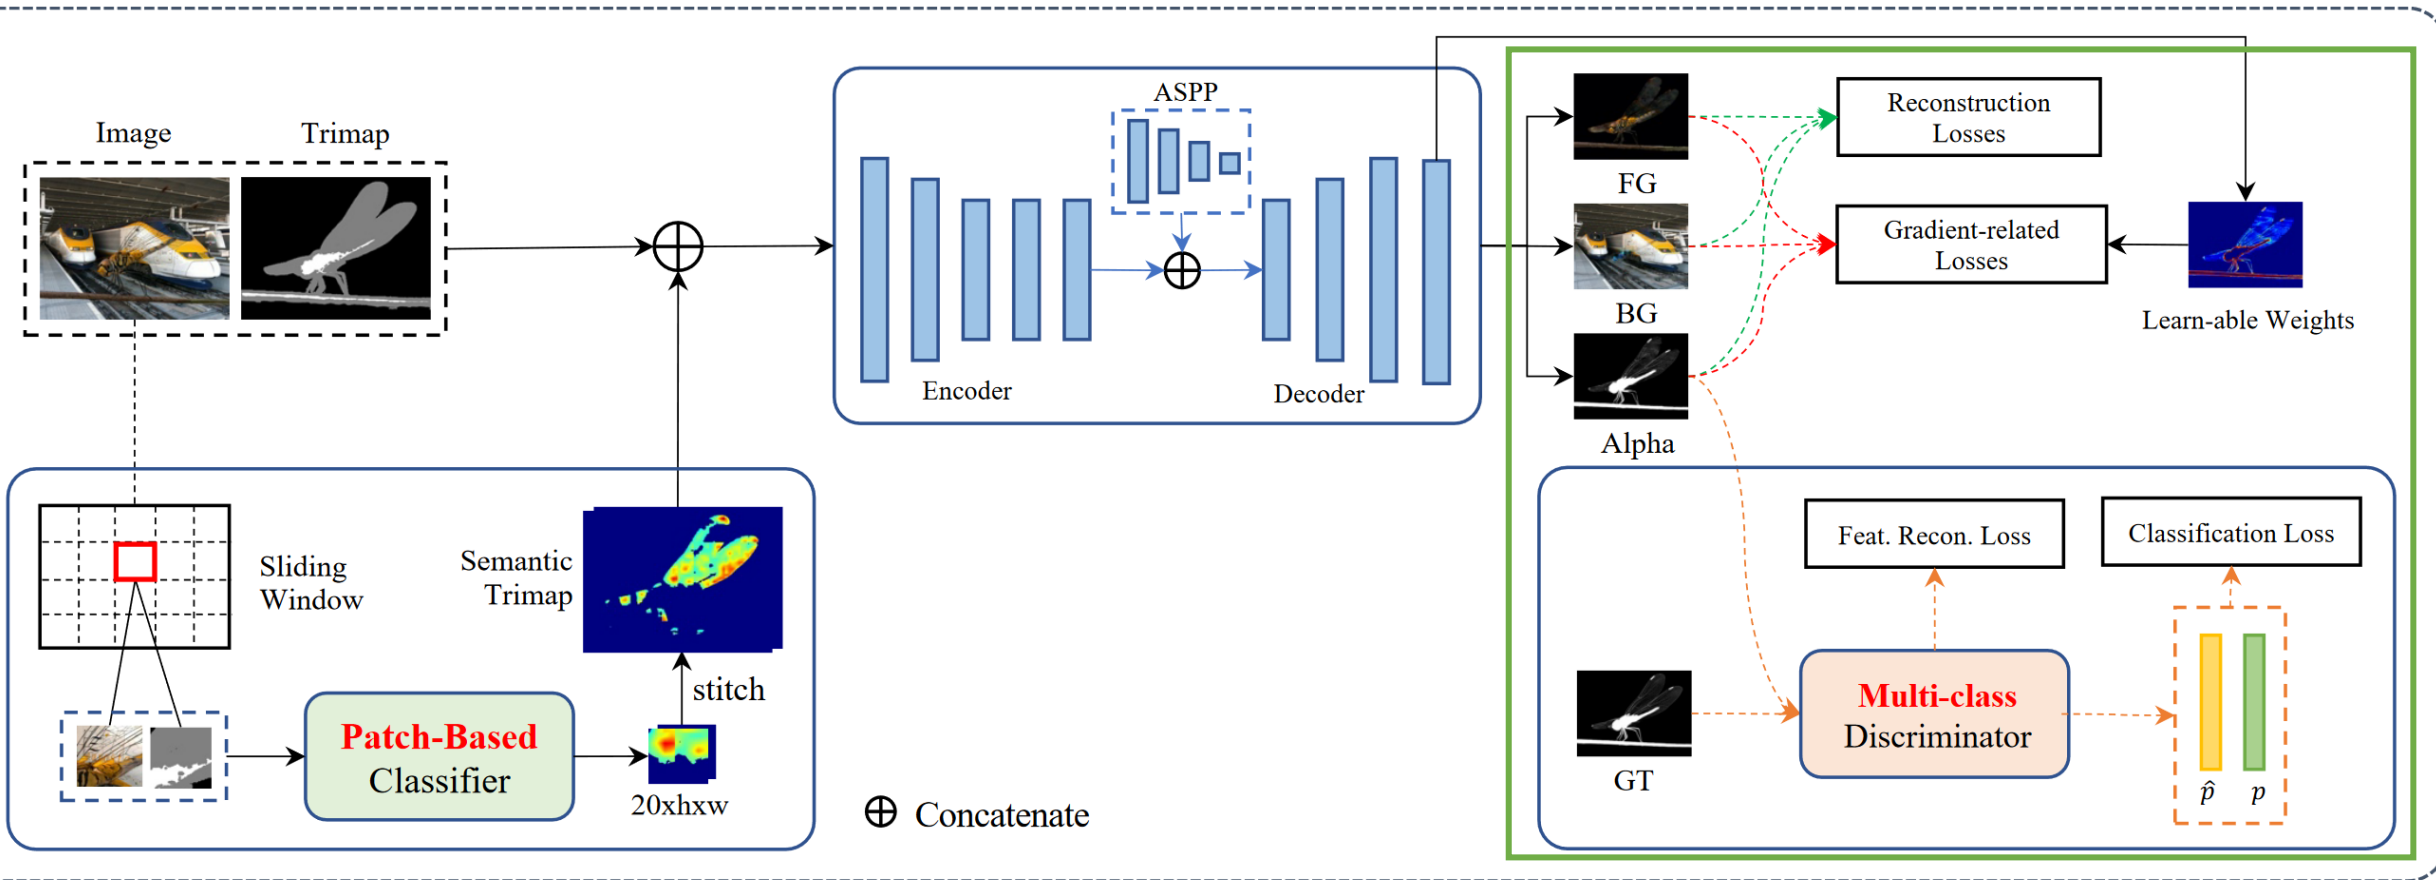 Image
Trimap
ASPP
Encoder
Decoder
FG
BG
Alpha
Reconstruction
Losses
Gradient-related
Losses
Learn-able Weights
Sliding
Window
Semantic
Trimap
stitch
Patch-Based
Classifier
20xhxw
⊕ Concatenate
Feat. Recon. Loss
Classification Loss
GT
Multi-class
Discriminator
p̂
p